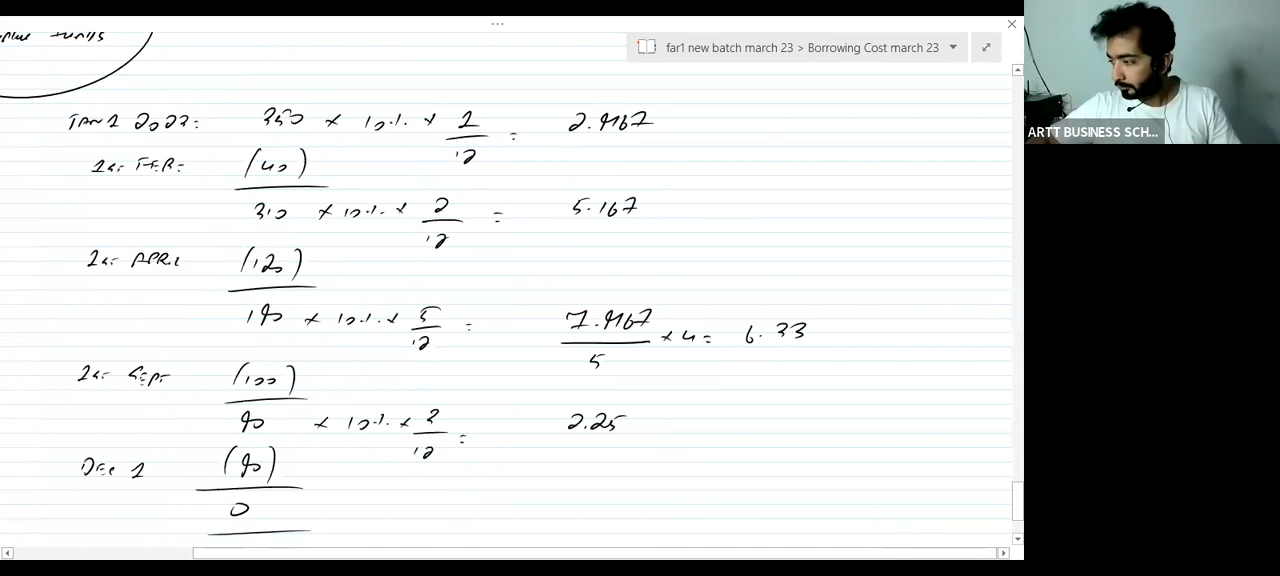 far1 new batch march 23 > Borrowing Cost march 23
ARTT BUSINESS SCH...
JAN 1 2022: 350 × 10% × 1/12 = 2.9167
1st FEB: (40)
310 × 10% × 2/12 = 5.167
1st APRIL (120)
190 × 10% × 5/12 = 7.9167/5 × 4 = 6.33
1st SEP: (100)
90 × 10% × 3/12 = 2.25
DEC 1 (90)
0